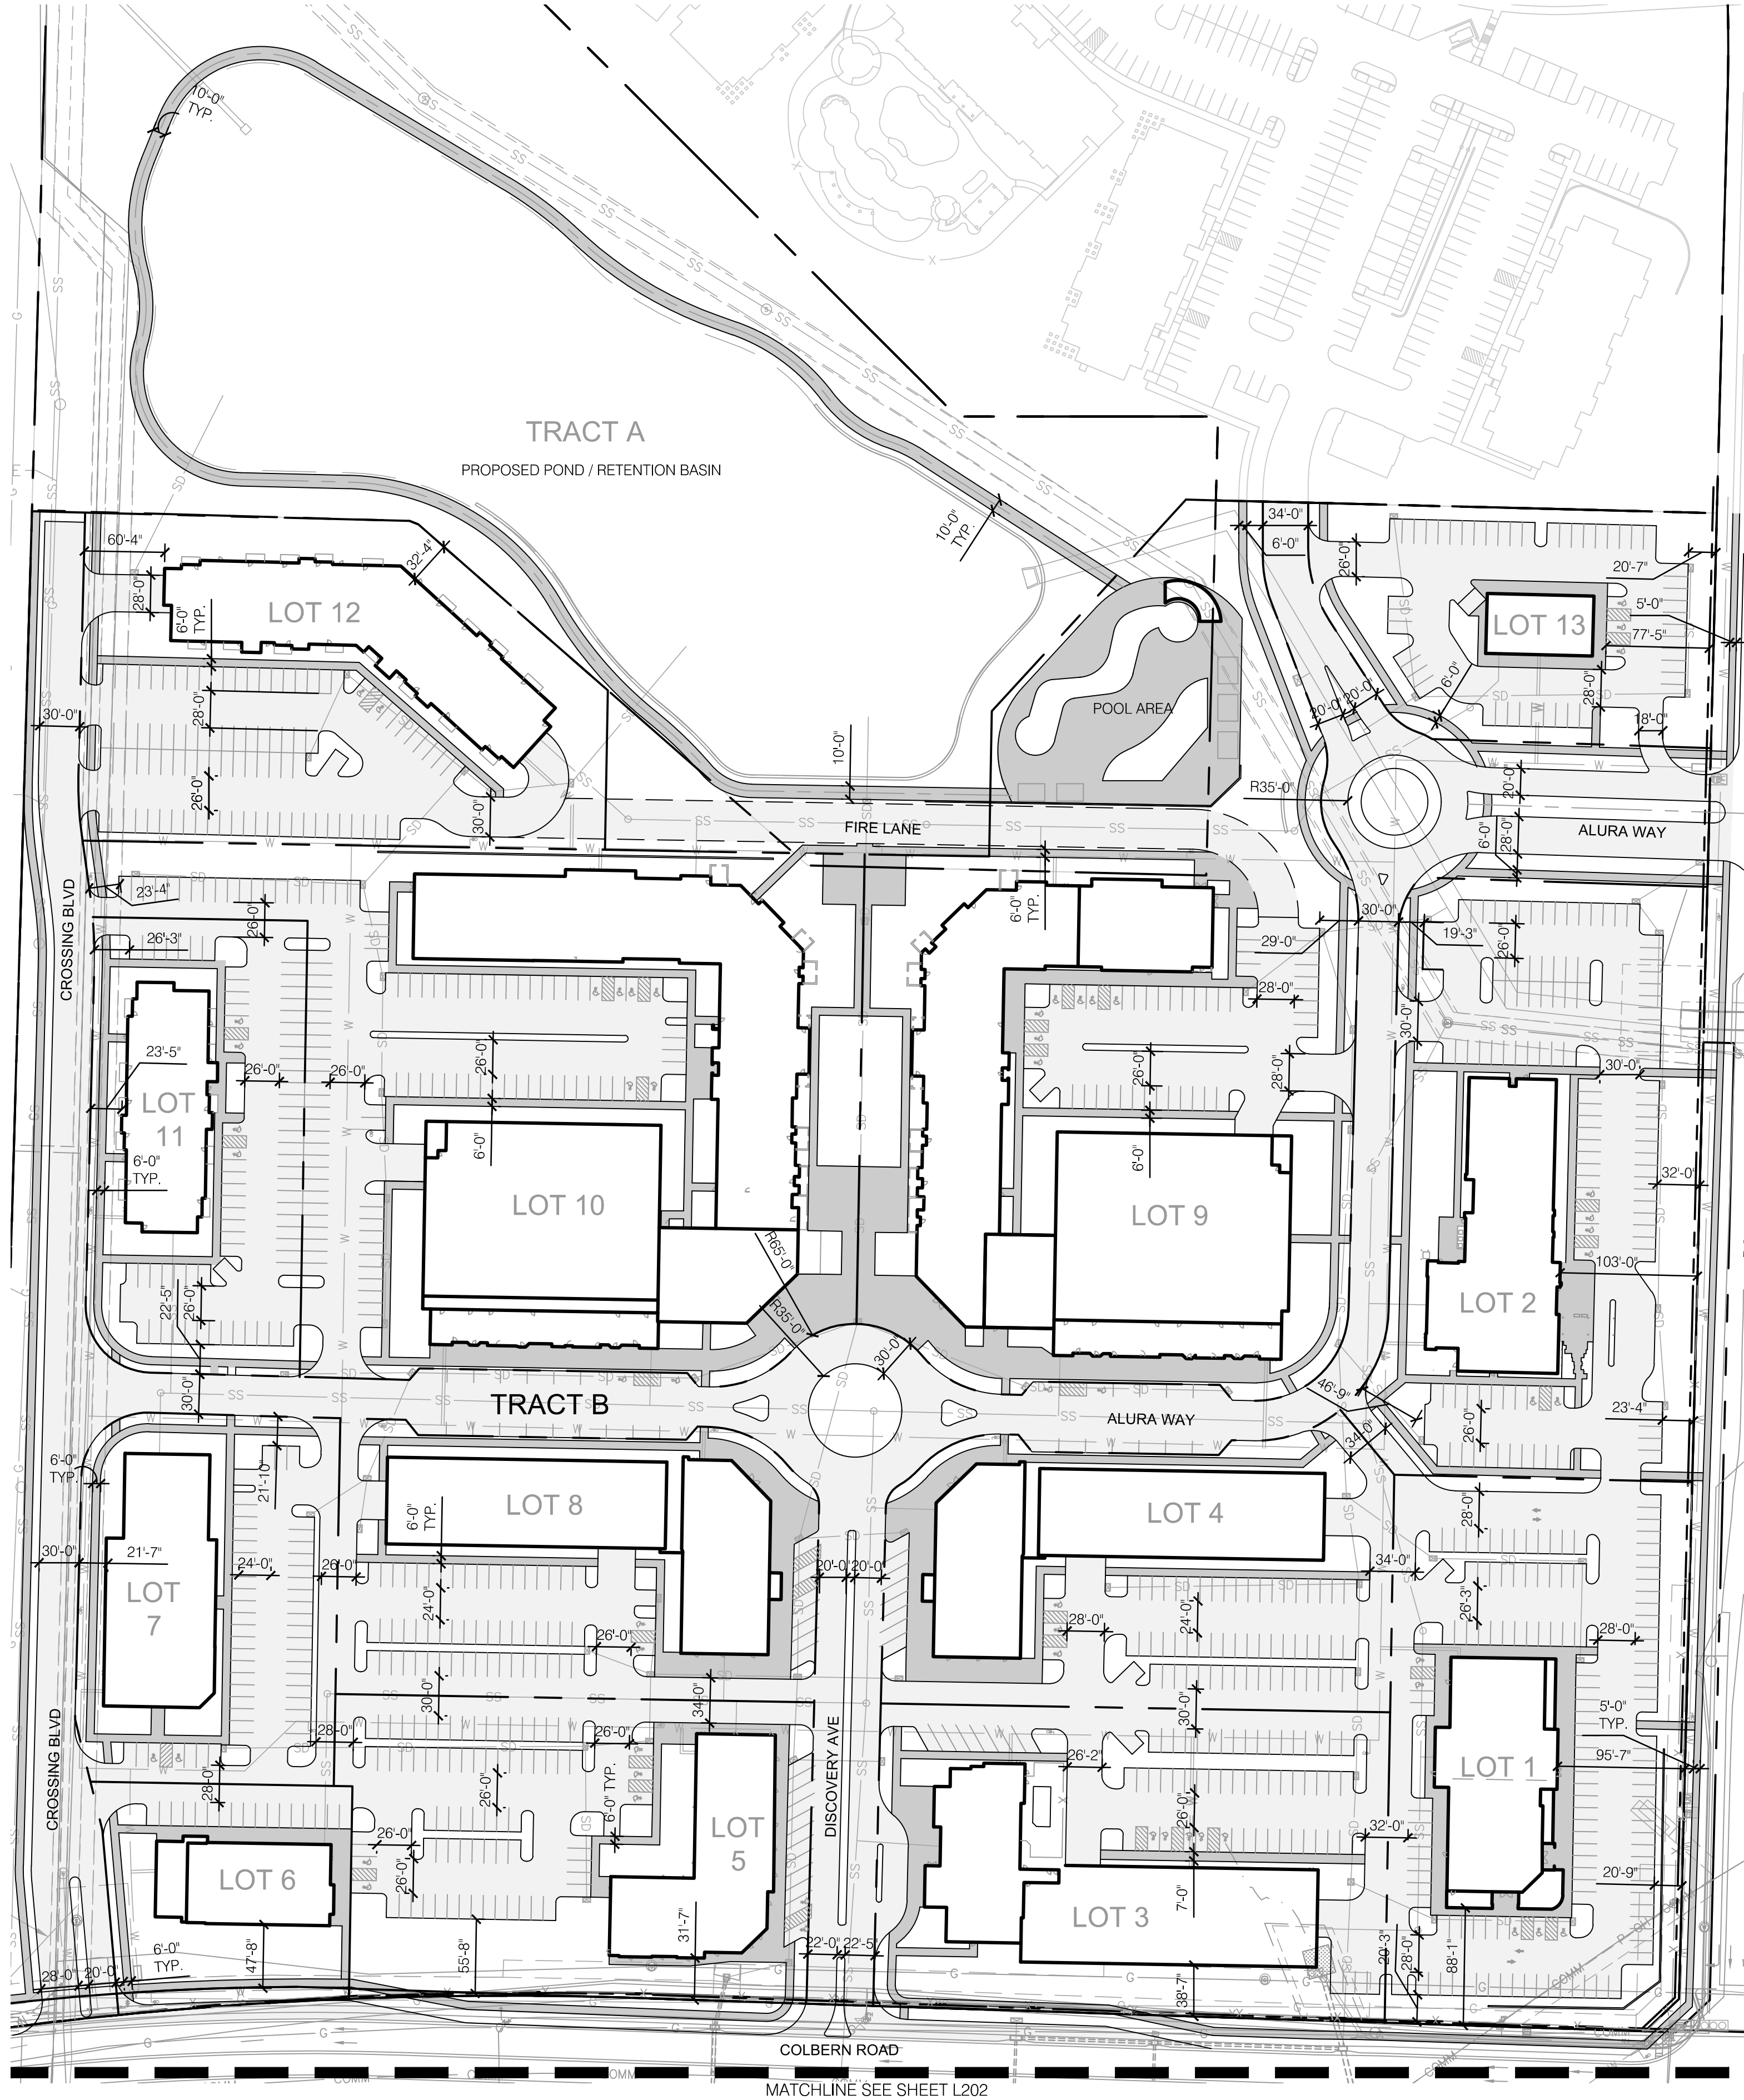 10'-0"
TYP.
TRACT A
PROPOSED POND / RETENTION BASIN
10'-0"
TYP.
34'-0"
6'-0"
26'-0"
60'-4"
32'-4"
28'-0"
6'-0"
TYP.
LOT 12
20'-7"
5'-0"
LOT 13
77'-5"
6'-0"
28'-0"
20'-0"
20'-0"
18'-0"
30'-0"
28'-0"
POOL AREA
10'-0"
26'-0"
30'-0"
R35'-0"
20'-0"
FIRE LANE
6'-0"
28'-0"
ALURA WAY
CROSSING BLVD
23'-4"
26'-0"
6'-0"
TYP.
30'-0"
29'-0"
19'-3"
26'-0"
26'-3"
28'-0"
30'-0"
23'-5"
26'-0"
26'-0"
26'-0"
26'-0"
28'-0"
30'-0"
LOT
11
6'-0"
6'-0"
6'-0"
TYP.
32'-0"
LOT 10
LOT 9
R65'-0"
103'-0"
22'-5"
26'-0"
R35'-0"
LOT 2
30'-0"
30'-0"
46'-9"
TRACT B
ALURA WAY
34'-0"
26'-0"
23'-4"
6'-0"
TYP.
21'-10"
6'-0"
TYP.
LOT 8
LOT 4
28'-0"
30'-0"
21'-7"
24'-0"
26'-0"
20'-0"
20'-0"
34'-0"
LOT
7
24'-0"
24'-0"
26'-3"
26'-0"
28'-0"
28'-0"
30'-0"
34'-0"
30'-0"
5'-0"
TYP.
CROSSING BLVD
28'-0"
26'-0"
DISCOVERY AVE
26'-2"
95'-7"
LOT 1
28'-0"
26'-0"
6'-0" TYP.
26'-0"
LOT
5
26'-0"
32'-0"
LOT 6
26'-0"
20'-9"
7'-0"
LOT 3
31'-7"
6'-0"
TYP.
47'-8"
55'-8"
22'-0"
22'-5"
28'-0"
88'-1"
28'-0"
20'-0"
38'-7"
COLBERN ROAD
MATCHLINE SEE SHEET L202